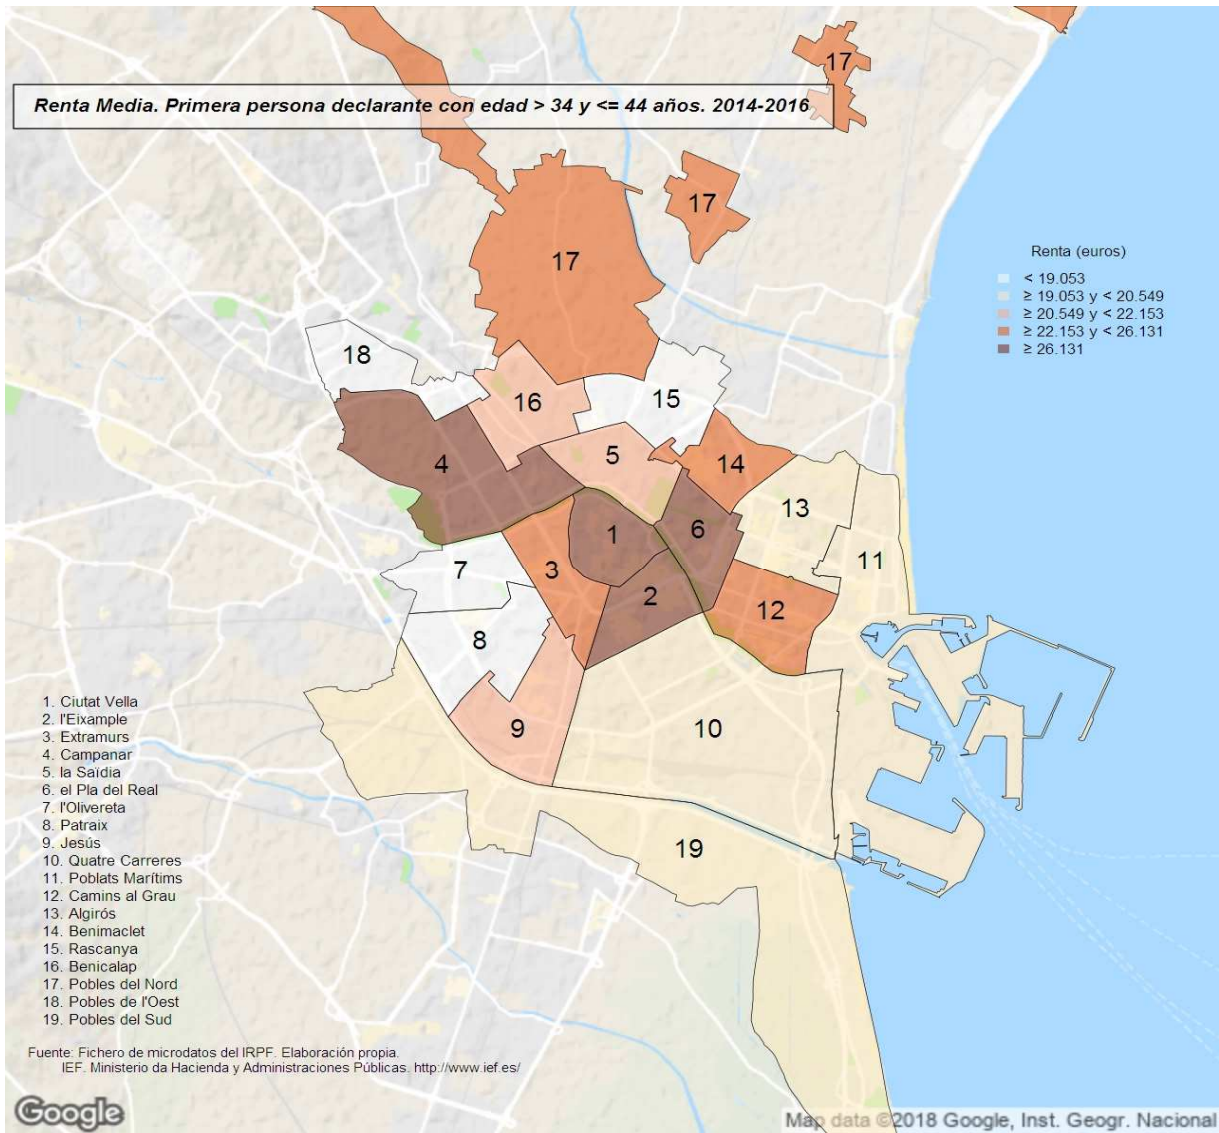 17
Renta Media. Primera persona declarante con edad > 34 y <= 44 años. 2014-2016
17
17
Renta (euros)
< 19.053
≥ 19.053 y < 20.549
≥ 20.549 y < 22.153
≥ 22.153 y < 26.131
≥ 26.131
18
16
15
5
4
14
13
6
1
11
7
3
2
12
8
9
10
19
1. Ciutat Vella
2. l'Eixample
3. Extramurs
4. Campanar
5. la Saïdia
6. el Pla del Real
7. l'Olivereta
8. Patraix
9. Jesús
10. Quatre Carreres
11. Poblats Marítims
12. Camins al Grau
13. Algirós
14. Benimaclet
15. Rascanya
16. Benicalap
17. Pobles del Nord
18. Pobles de l'Oest
19. Pobles del Sud
Fuente: Fichero de microdatos del IRPF. Elaboración propia.
IEF. Ministerio da Hacienda y Administraciones Públicas. http://www.ief.es/
Google
Map data ©2018 Google, Inst. Geogr. Nacional